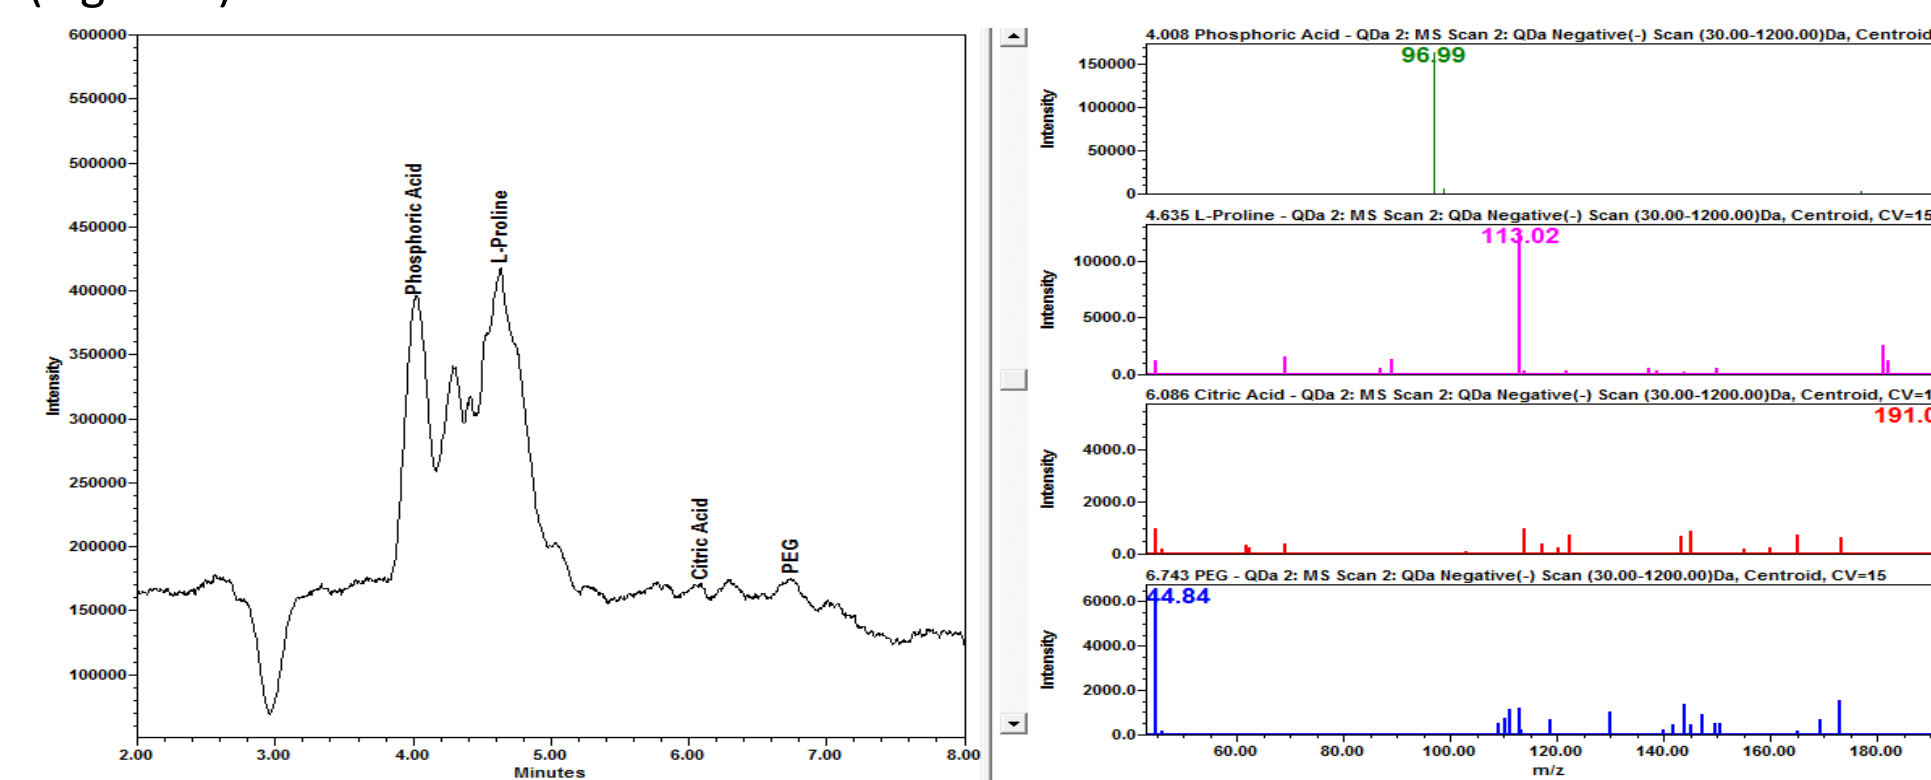 600000
550000
500000
450000
400000
350000
300000
250000
200000
150000
100000
Intensity
Phosphoric Acid
L-Proline
Citric Acid
PEG
2.00 3.00 4.00 5.00 6.00 7.00 8.00
Minutes
4.008 Phosphoric Acid - QDa 2: MS Scan 2: QDa Negative(-) Scan (30.00-1200.00)Da, Centroid
96.99
150000
100000
50000
0
Intensity
4.635 L-Proline - QDa 2: MS Scan 2: QDa Negative(-) Scan (30.00-1200.00)Da, Centroid, CV=15
113.02
10000.0
5000.0
0.0
Intensity
6.086 Citric Acid - QDa 2: MS Scan 2: QDa Negative(-) Scan (30.00-1200.00)Da, Centroid, CV=1
191.0
4000.0
2000.0
0.0
Intensity
6.743 PEG - QDa 2: MS Scan 2: QDa Negative(-) Scan (30.00-1200.00)Da, Centroid, CV=15
44.84
6000.0
4000.0
2000.0
0.0
Intensity
60.00 80.00 100.00 120.00 140.00 160.00 180.00
m/z